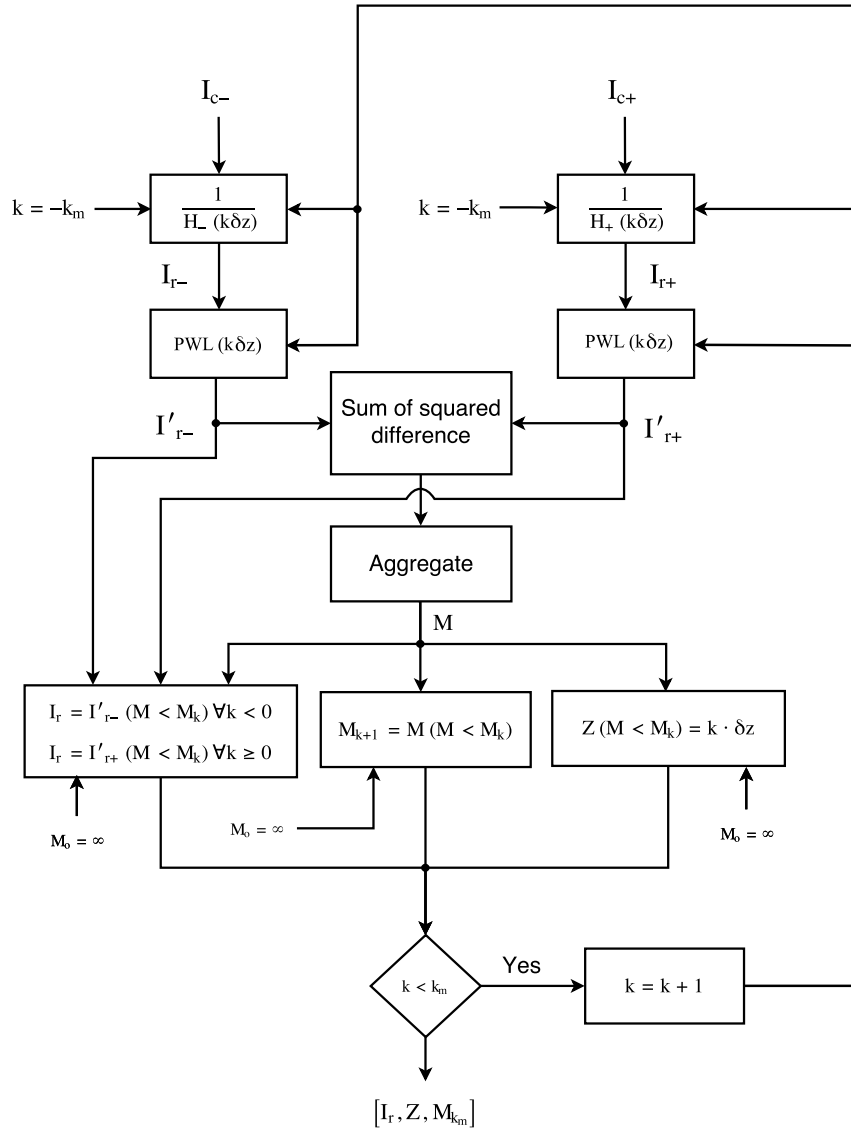 I_c− I_c+
k = −k_m 1 / H_− (kδz) k = −k_m 1 / H_+ (kδz)
I_r− I_r+
PWL (kδz) PWL (kδz)
Sum of squared
difference
I′_r− I′_r+
Aggregate
M
I_r = I′_r− (M < M_k) ∀k < 0
I_r = I′_r+ (M < M_k) ∀k ≥ 0
M_k+1 = M (M < M_k)
Z (M < M_k) = k · δz
M_o = ∞ M_o = ∞ M_o = ∞
k < k_m Yes k = k + 1
[I_r , Z , M_k_m]